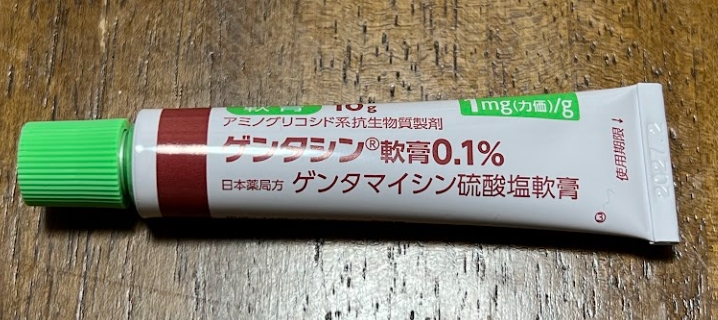 軟膏 10g
1mg(力価)/g
アミノグリコシド系抗生物質製剤
ゲンタシン®軟膏0.1%
日本薬局方 ゲンタマイシン硫酸塩軟膏
使用期限↓